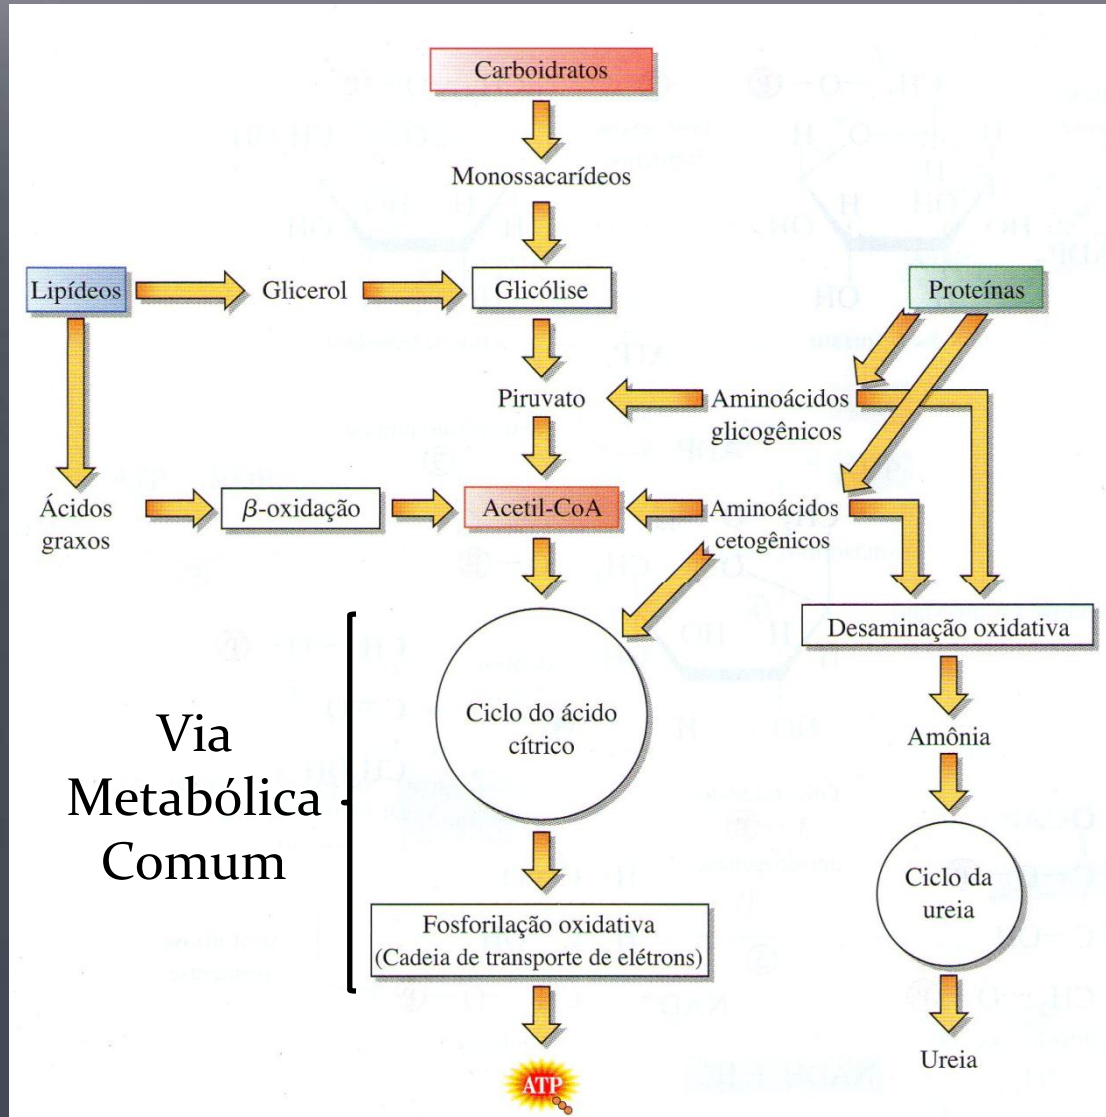 Carboidratos
Monossacarídeos
Lipídeos
Glicerol
Glicólise
Proteínas
Piruvato
Aminoácidos
glicogênicos
Ácidos
graxos
β-oxidação
Acetil-CoA
Aminoácidos
cetogênicos
Desaminação oxidativa
Ciclo do ácido
cítrico
Amônia
Via
Metabólica
Comum
Ciclo da
ureia
Fosforilação oxidativa
(Cadeia de transporte de elétrons)
Ureia
ATP